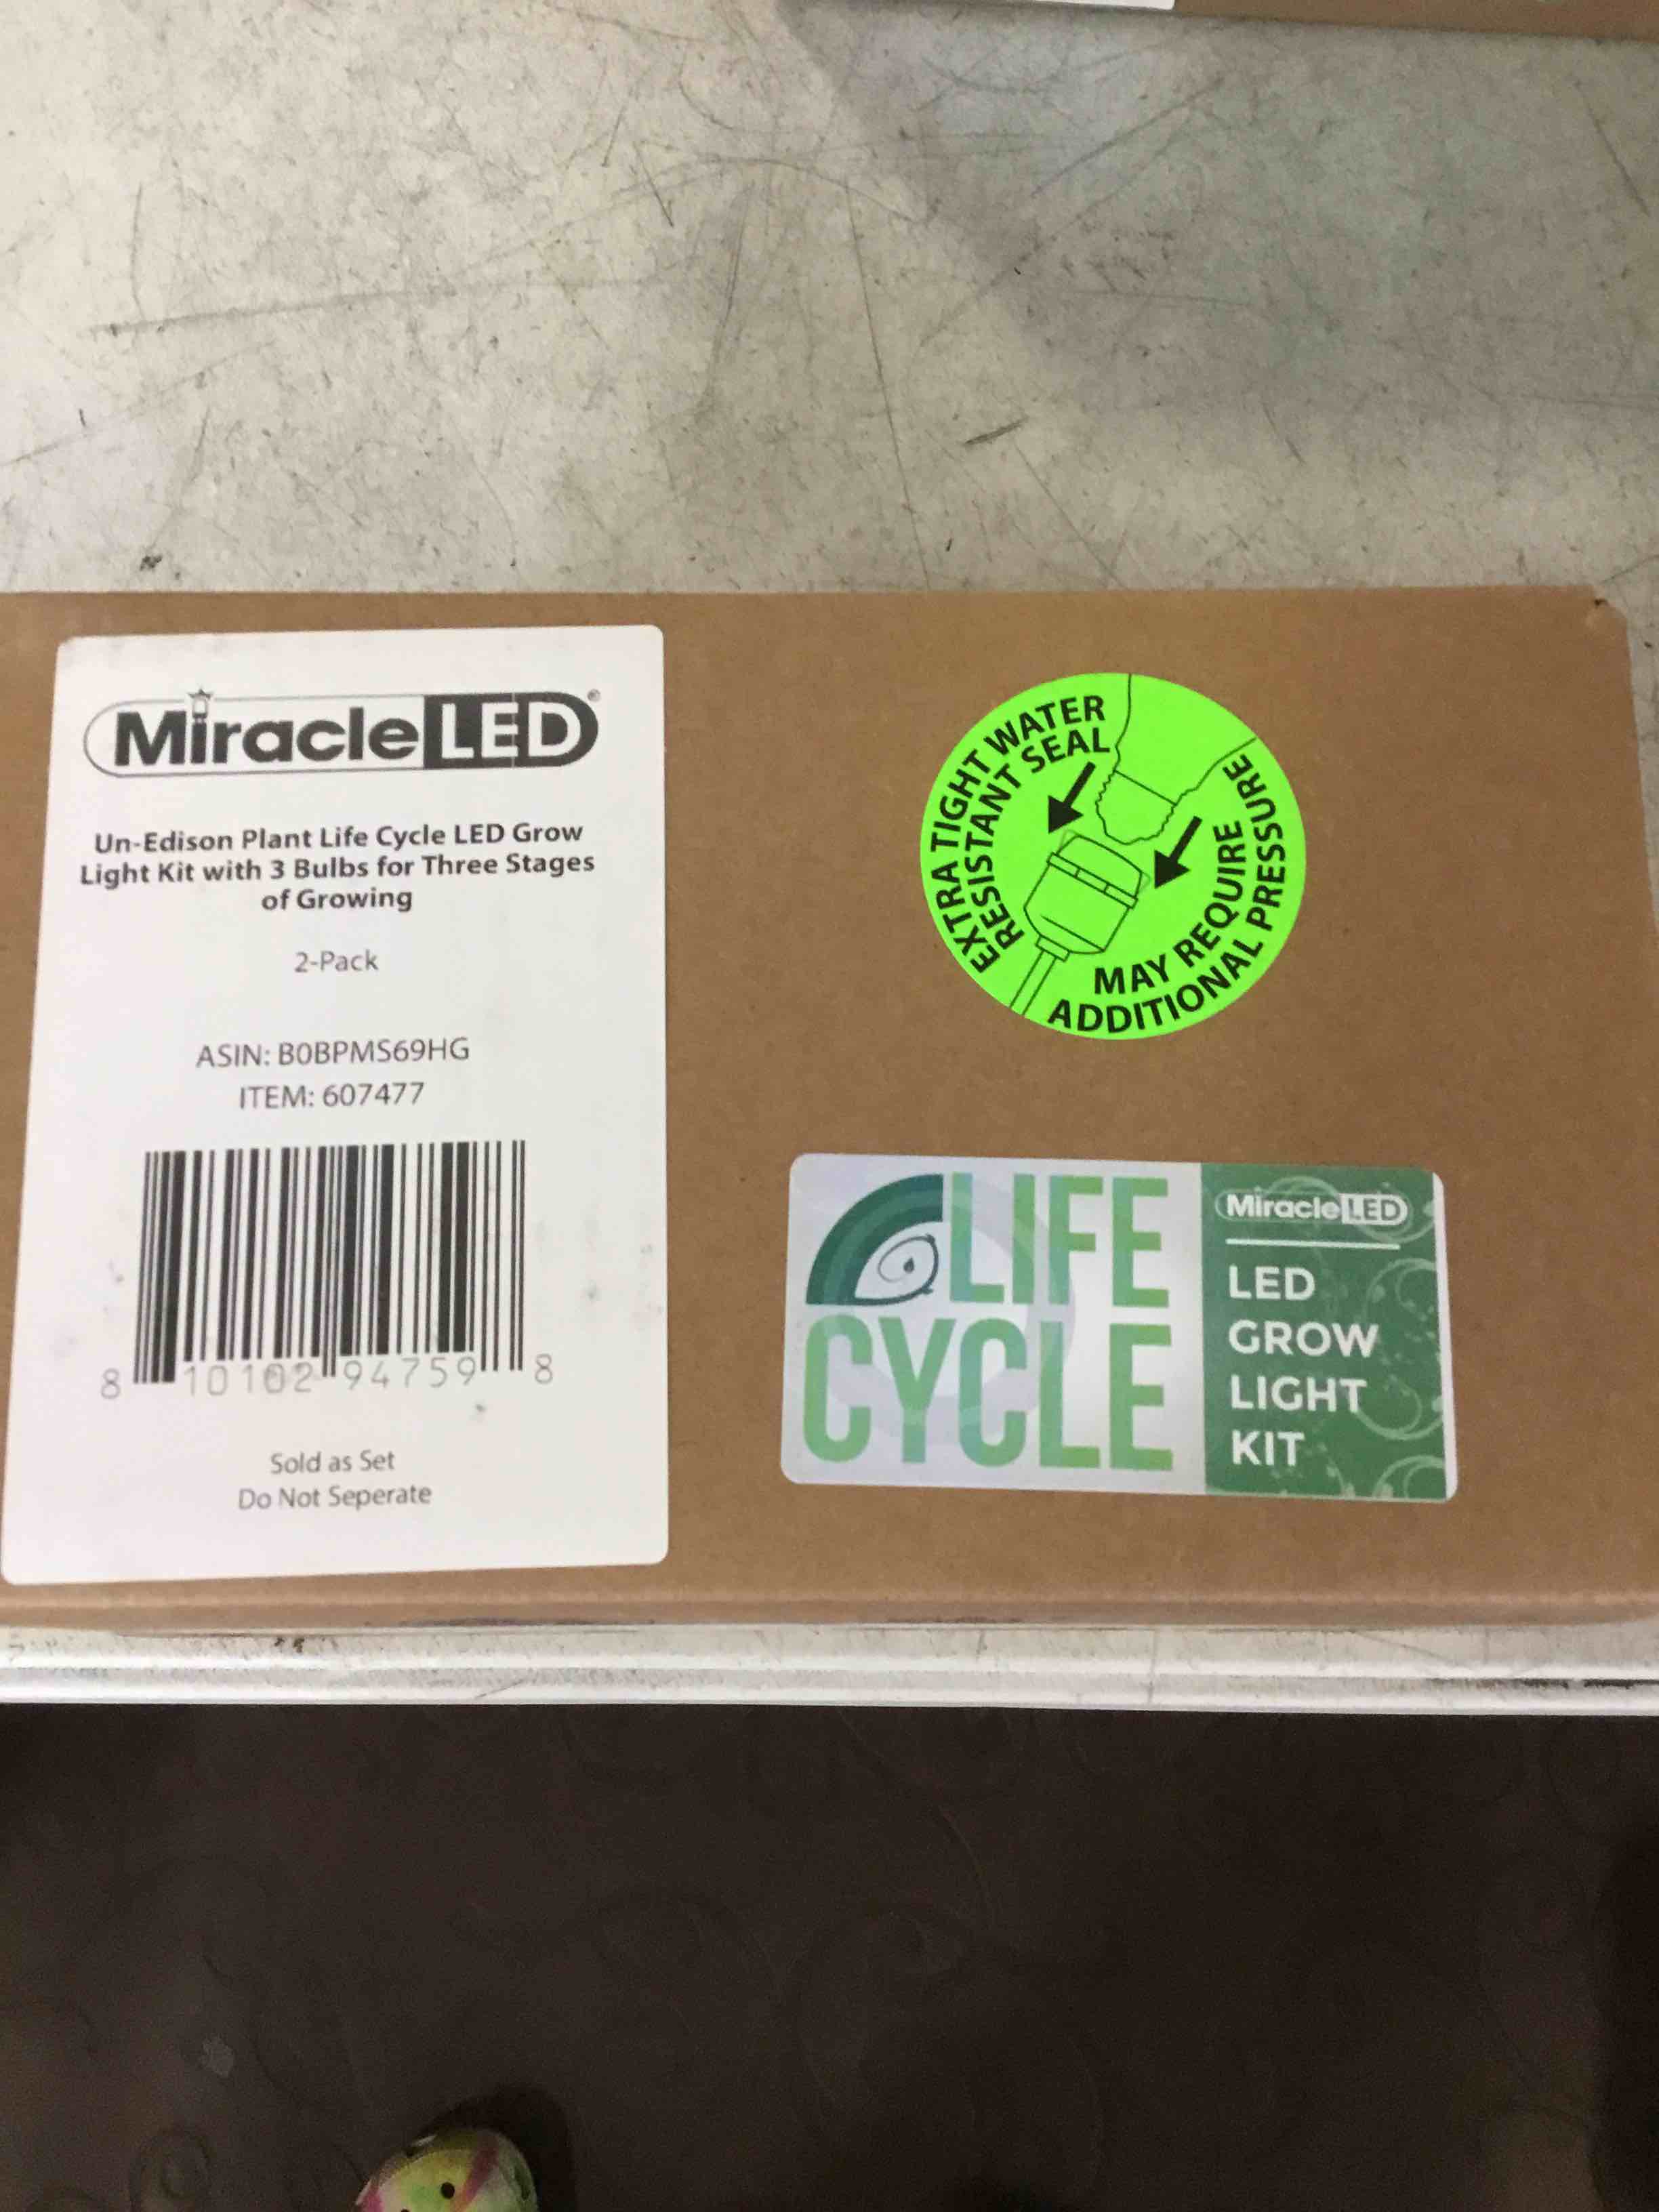 MiracleLED®
Un-Edison Plant Life Cycle LED Grow
Light Kit with 3 Bulbs for Three Stages
of Growing
2-Pack
ASIN: B0BPMS69HG
ITEM: 607477
8 10102 94759 8
Sold as Set
Do Not Seperate
EXTRA TIGHT WATER
RESISTANT SEAL
MAY REQUIRE
ADDITIONAL PRESSURE
LIFE
CYCLE
MiracleLED
LED
GROW
LIGHT
KIT